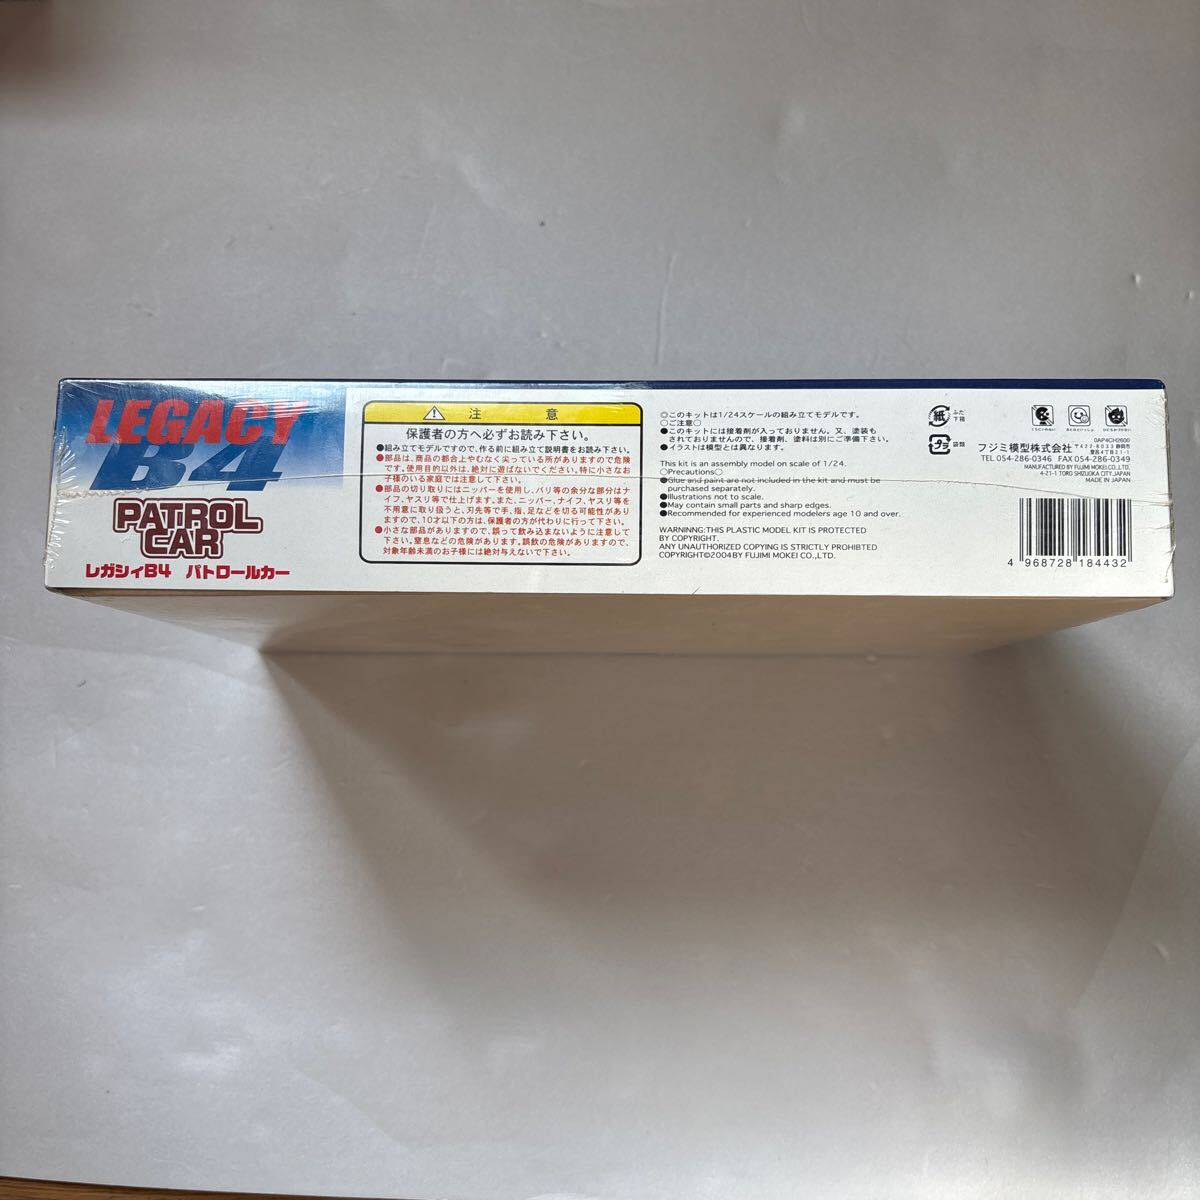 LEGACY
B4
PATROL
CAR
レガシィB4 パトロールカー
注意
保護者の方へ必ずお読み下さい。
●組み立てモデルですので、作る前に組み立て説明書をお読み下さい。
●部品は、商品の都合上やむなく尖っている所がありますので危険
です。使用目的以外は、絶対に遊ばないでください。特に小さなお
子様のいる家庭では注意して下さい。
●部品の切り取りにはニッパーを使用し、バリ等の余分な部分はナ
イフ、ヤスリ等で仕上げます。また、ニッパー、ナイフ、ヤスリ等を
不用意に取り扱うと、刃先等で手、指、足などを切る可能性があり
ますので、10才以下の方は、保護者の方が代わりに行って下さい。
●小さな部品がありますので、誤って飲み込まないように注意して
下さい。窒息などの危険があります。誤飲の危険がありますので、
対象年齢未満のお子様には絶対与えないで下さい。
◎このキットは1/24スケールの組み立てモデルです。
○ご注意○
●このキットには接着剤が入っておりません。又、塗装も
されておりませんので、接着剤、塗料は別にご準備下さい。
●イラストは模型とは異なります。
This kit is an assembly model on scale of 1/24.
○Precautions○
●Glue and paint are not included in the kit and must be
purchased separately.
●Illustrations not to scale.
●May contain small parts and sharp edges.
●Recommended for experienced modelers age 10 and over.
WARNINNG:THIS PLASTIC MODEL KIT IS PROTECTED
BY COPYRIGHT.
ANY UNAUTHORIZED COPYING IS STRICTLY PROHIBTED
COPYRIGHT©2004BY FUJIMI MOKEI CO.,LTD.
紙 ふた 下箱
プラ 袋類
0AP4CH2600
フジミ模型株式会社
〒422-8033 静岡市
登呂4丁目21-1
TEL 054-286-0346 FAX 054-286-0349
MANUFACTURED BY FUJIMI MOKEI CO.,LTD.
4-21-1 TORO SHIZUOKA CITY,JAPAN
MADE IN JAPAN
4 968728 184432